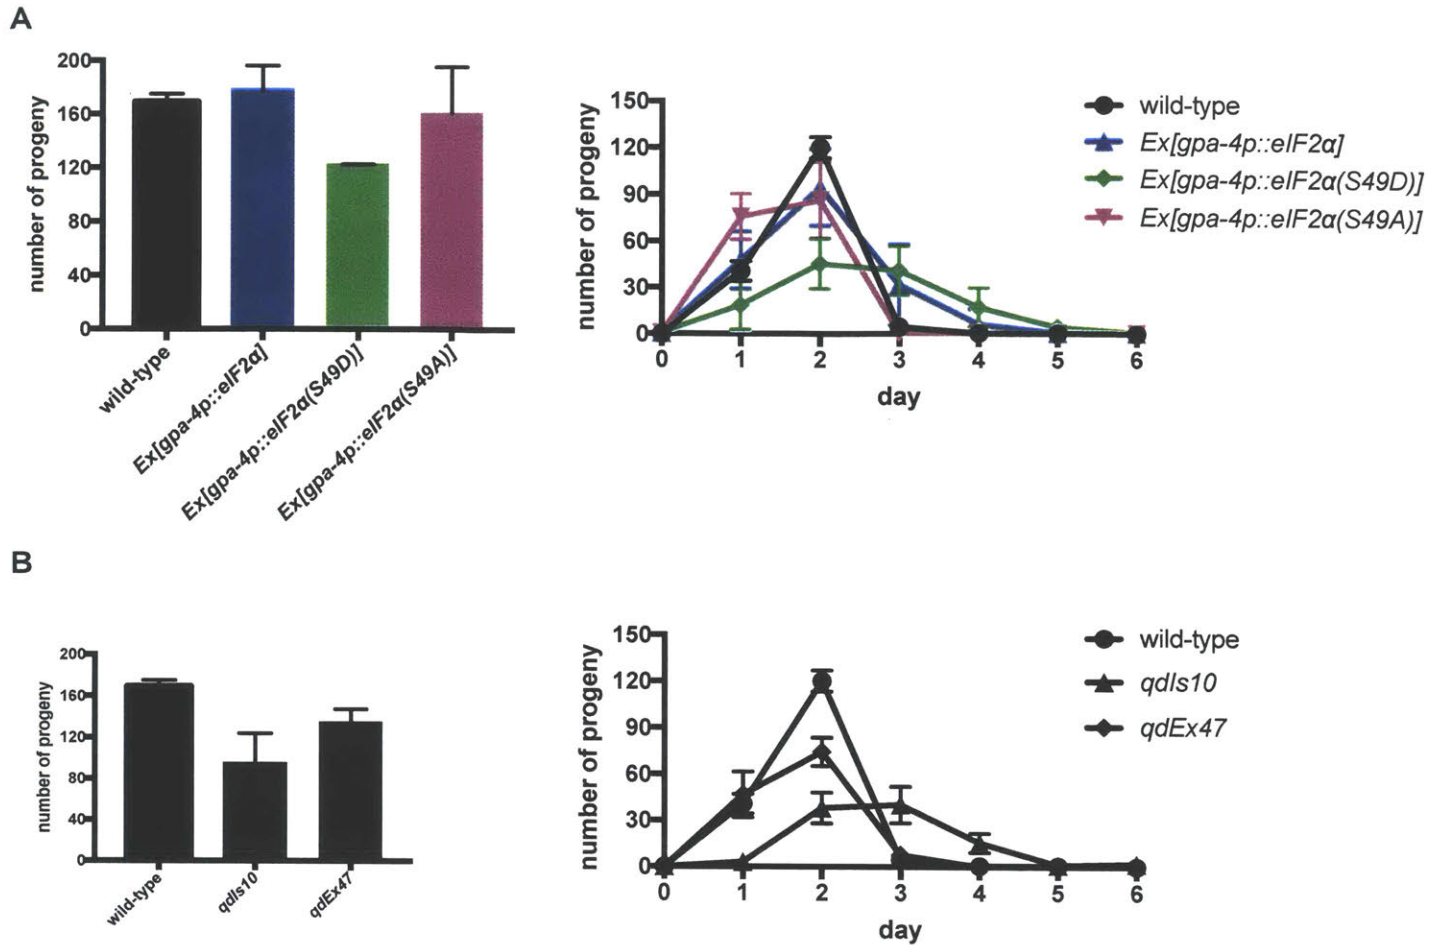 A
number of progeny
200
160
120
80
40
0
wild-type
Ex[gpa-4p::eIF2α]
Ex[gpa-4p::eIF2α(S49D)]
Ex[gpa-4p::eIF2α(S49A)]
number of progeny
150
120
90
60
30
0
0 1 2 3 4 5 6
day
wild-type
Ex[gpa-4p::eIF2α]
Ex[gpa-4p::eIF2α(S49D)]
Ex[gpa-4p::eIF2α(S49A)]
B
number of progeny
200
160
120
80
40
0
wild-type
qdIs10
qdEx47
number of progeny
150
120
90
60
30
0
0 1 2 3 4 5 6
day
wild-type
qdIs10
qdEx47